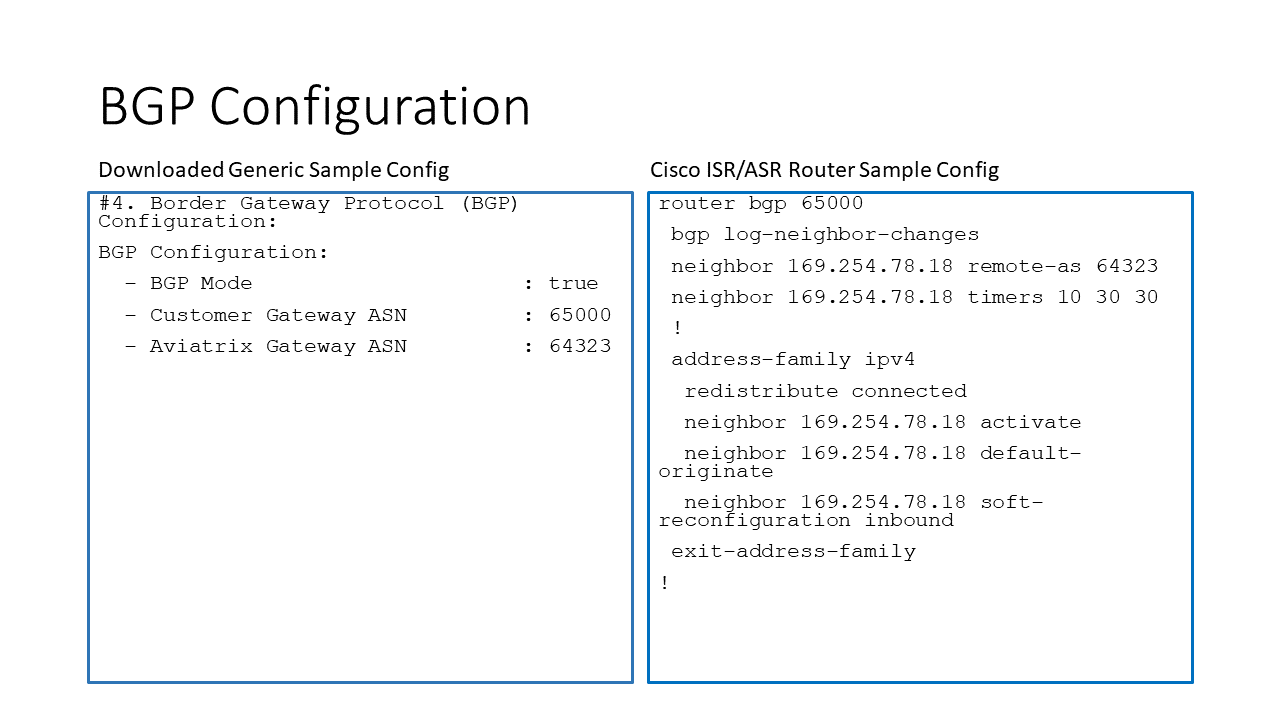 BGP Configuration
Downloaded Generic Sample Config
#4. Border Gateway Protocol (BGP)
Configuration:
BGP Configuration:
- BGP Mode : true
- Customer Gateway ASN : 65000
- Aviatrix Gateway ASN : 64323
Cisco ISR/ASR Router Sample Config
router bgp 65000
bgp log-neighbor-changes
neighbor 169.254.78.18 remote-as 64323
neighbor 169.254.78.18 timers 10 30 30
!
address-family ipv4
redistribute connected
neighbor 169.254.78.18 activate
neighbor 169.254.78.18 default-
originate
neighbor 169.254.78.18 soft-
reconfiguration inbound
exit-address-family
!